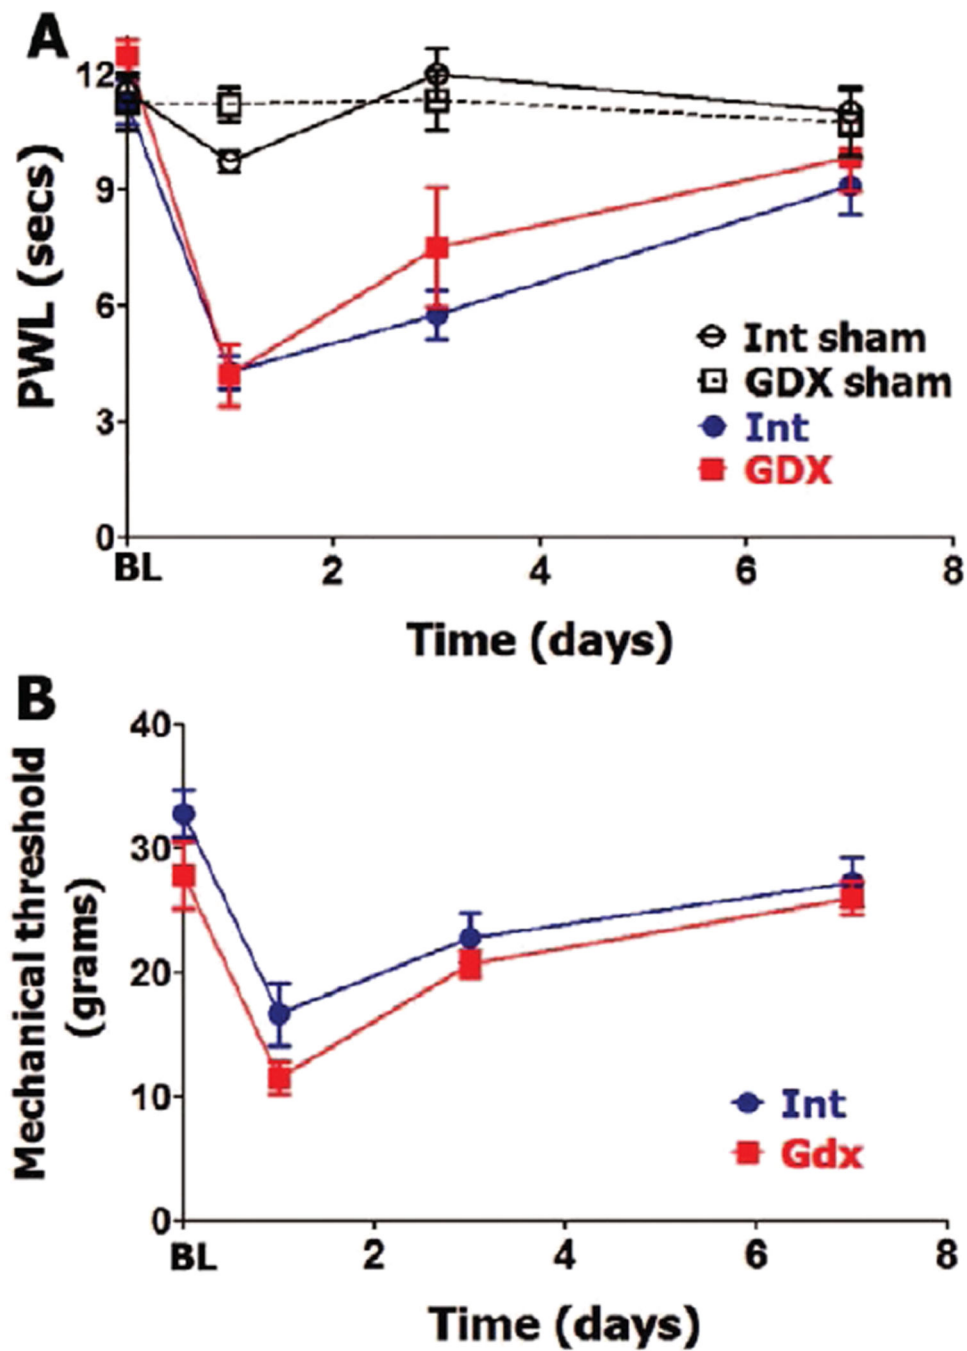 A
12
9
6
3
0
PWL (secs)
Int sham
GDX sham
Int
GDX
BL 2 4 6 8
Time (days)
B
40
30
20
10
0
Mechanical threshold
(grams)
Int
Gdx
BL 2 4 6 8
Time (days)